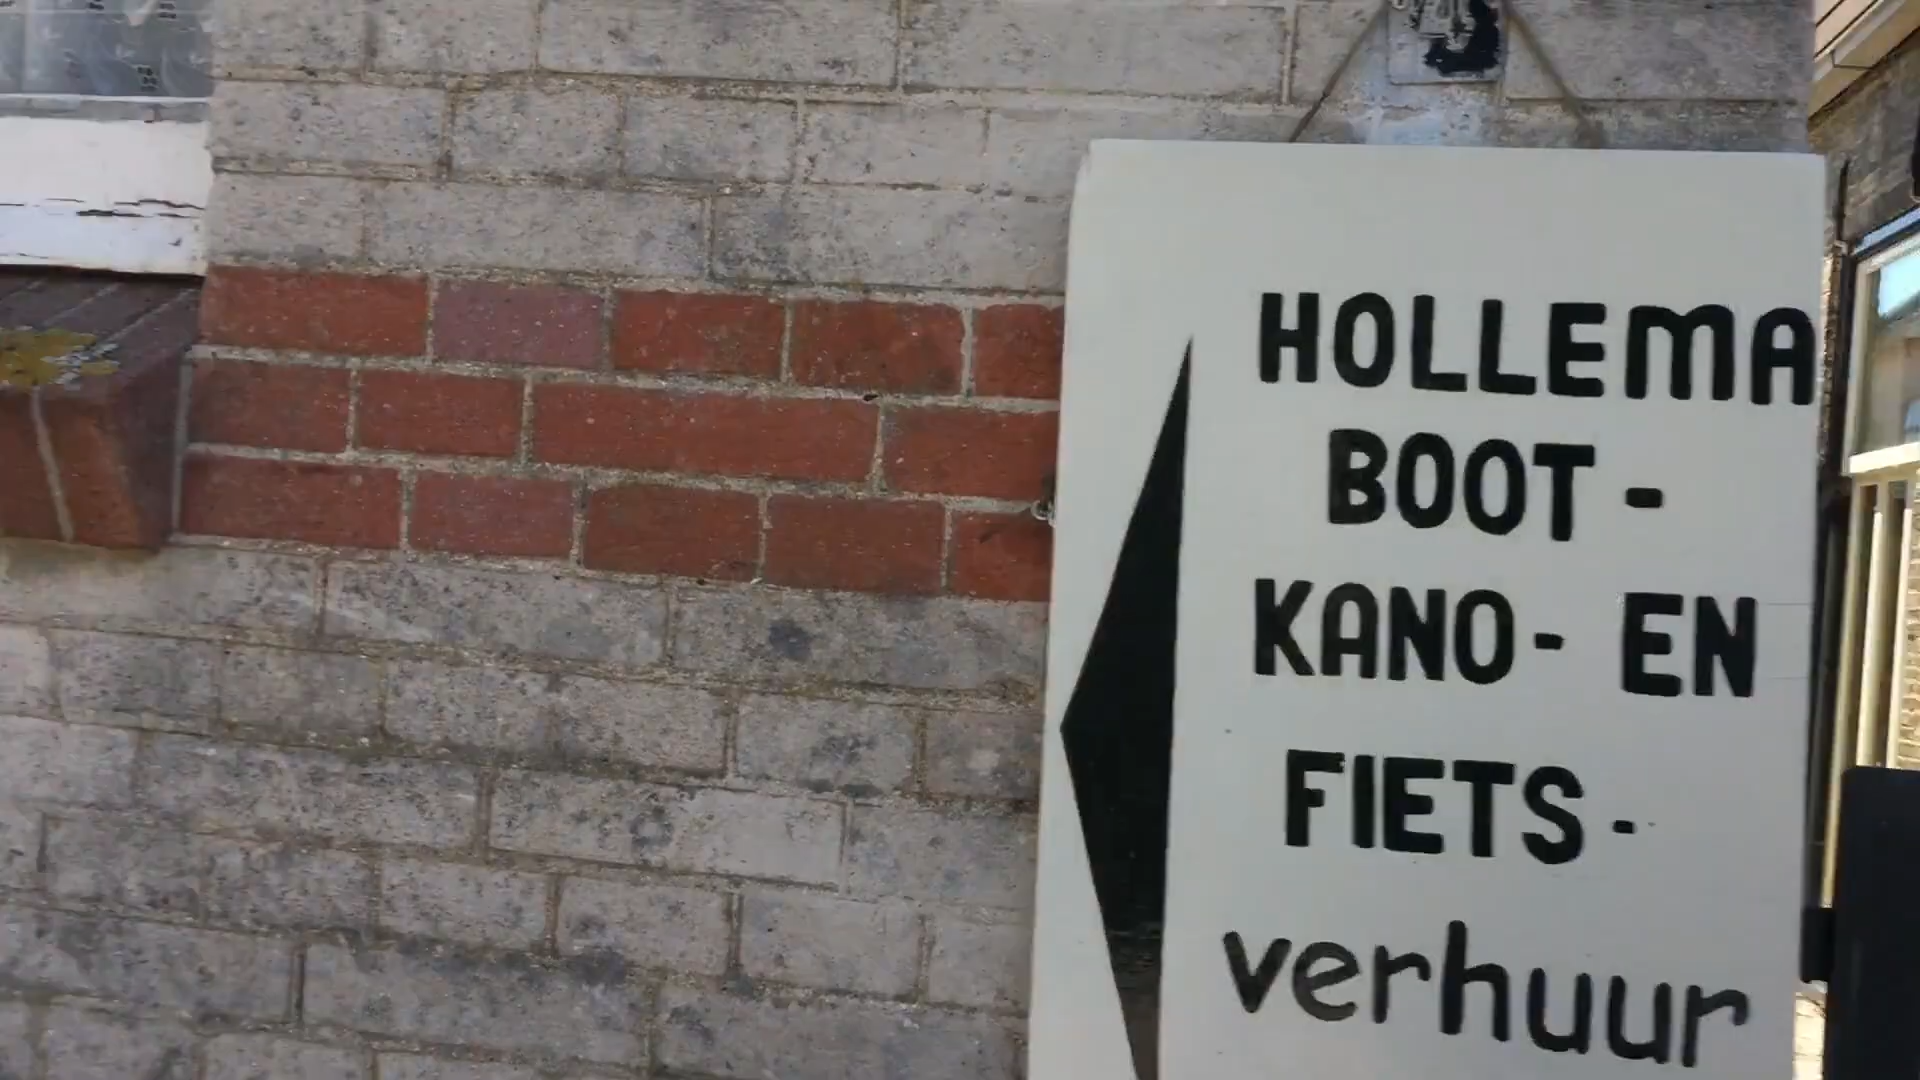 HOLLEMA
BOOT -
KANO - EN
FIETS -
verhuur